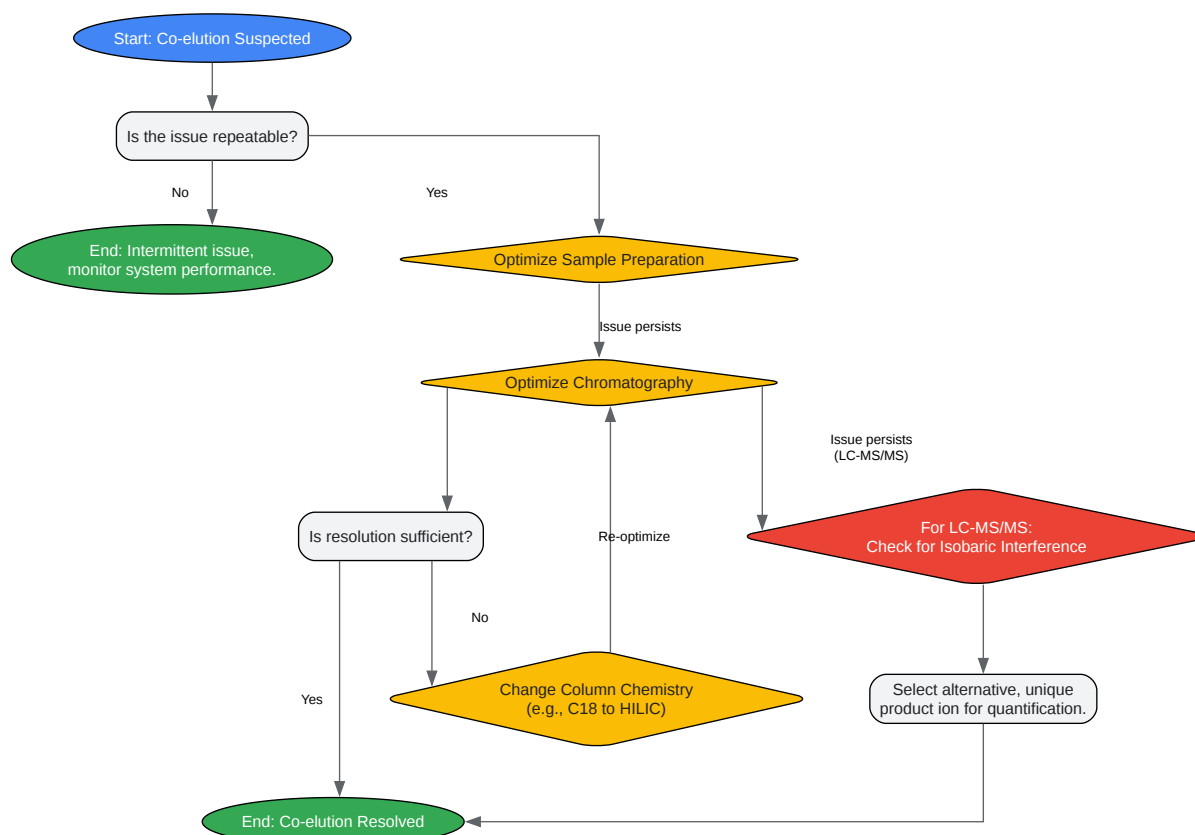 Start: Co-elution Suspected
Is the issue repeatable?
No
Yes
End: Intermittent issue,
monitor system performance.
Optimize Sample Preparation
Issue persists
Optimize Chromatography
Issue persists
(LC-MS/MS)
Is resolution sufficient?
Re-optimize
For LC-MS/MS:
Check for Isobaric Interference
No
Yes
Change Column Chemistry
(e.g., C18 to HILIC)
Select alternative, unique
product ion for quantification.
End: Co-elution Resolved